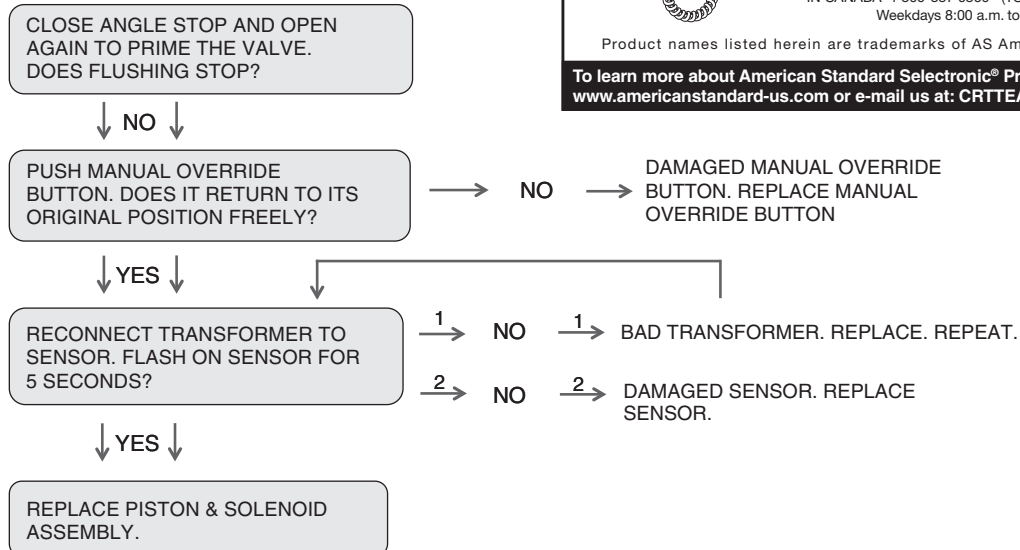 IN CANADA
Weekdays 8:00 a.m. to
Product names listed herein are trademarks of AS
To learn more about American Standard Selectronic®
www.americanstandard-us.com or e-mail us at:
CLOSE ANGLE STOP AND OPEN
AGAIN TO PRIME THE VALVE.
DOES FLUSHING STOP?
NO
PUSH MANUAL OVERRIDE
BUTTON. DOES IT RETURN TO ITS
ORIGINAL POSITION FREELY?
NO
DAMAGED MANUAL OVERRIDE
BUTTON. REPLACE MANUAL
OVERRIDE BUTTON
YES
RECONNECT TRANSFORMER TO
SENSOR. FLASH ON SENSOR FOR
5 SECONDS?
1 NO 1 BAD TRANSFORMER. REPLACE. REPEAT.
2 NO 2 DAMAGED SENSOR. REPLACE
SENSOR.
YES
REPLACE PISTON & SOLENOID
ASSEMBLY.